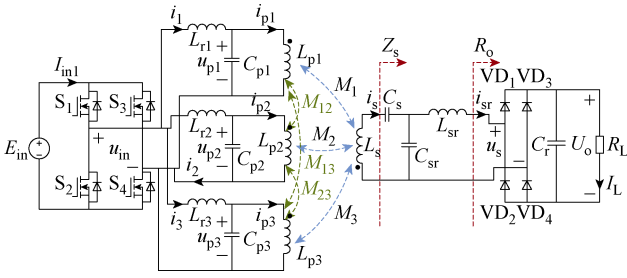 i1 ip1 Lr1 + up1 − Cp1 Lp1
Iin1
S1 S3
Ein + −
uin
S2 S4
ip2 Lr2 + up2 − Cp2 Lp2
i2
i3 ip3 Lr3 + up3 − Cp3 Lp3
M12 M13 M23
M1 M2 M3
Zs Ro
is Cs Ls Lsr isr Csr
VD1 VD3
+ us −
Cr + Uo − RL
IL
VD2 VD4